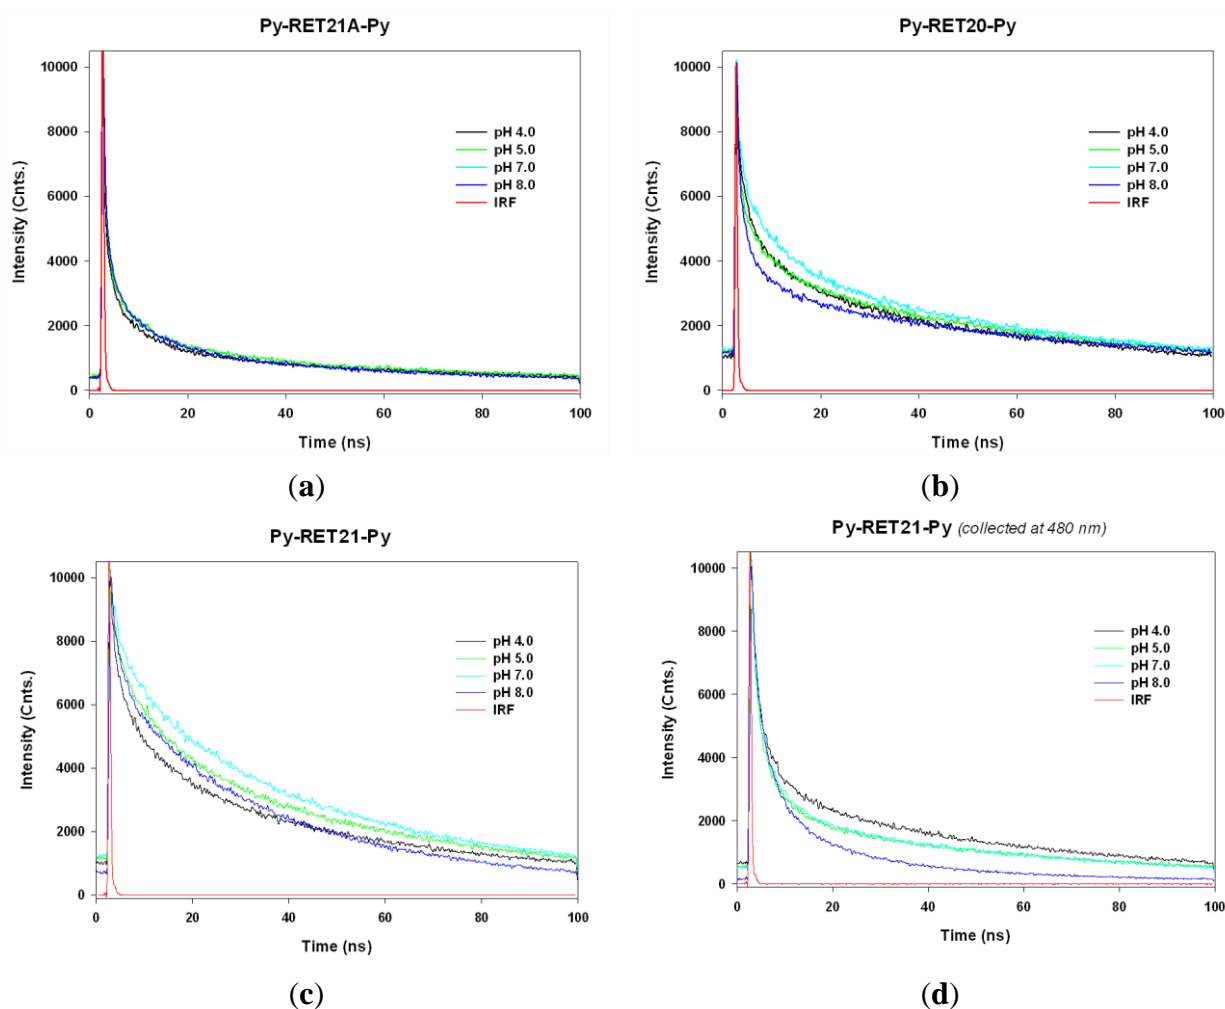 Py-RET21A-Py
Intensity (Cnts.)
10000
8000
6000
4000
2000
0
pH 4.0
pH 5.0
pH 7.0
pH 8.0
IRF
0 20 40 60 80 100
Time (ns)
(a)
Py-RET20-Py
Intensity (Cnts.)
10000
8000
6000
4000
2000
0
pH 4.0
pH 5.0
pH 7.0
pH 8.0
IRF
0 20 40 60 80 100
Time (ns)
(b)
Py-RET21-Py
Intensity (Cnts.)
10000
8000
6000
4000
2000
0
pH 4.0
pH 5.0
pH 7.0
pH 8.0
IRF
0 20 40 60 80 100
Time (ns)
(c)
Py-RET21-Py (collected at 480 nm)
Intensity (Cnts.)
10000
8000
6000
4000
2000
0
pH 4.0
pH 5.0
pH 7.0
pH 8.0
IRF
0 20 40 60 80 100
Time (ns)
(d)